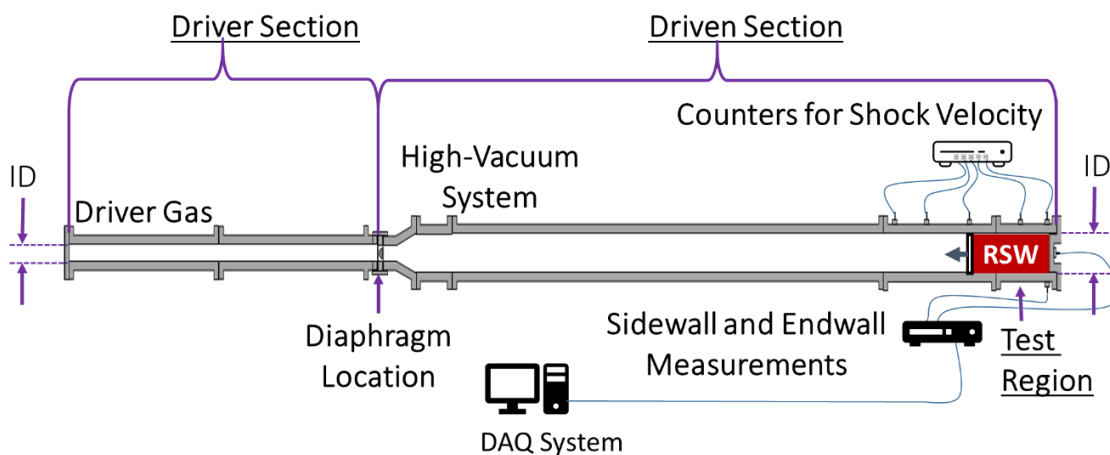 Driver Section
Driven Section
Counters for Shock Velocity
High-Vacuum
System
ID
ID
Driver Gas
RSW
Diaphragm
Location
Sidewall and Endwall
Measurements
Test
Region
DAQ System